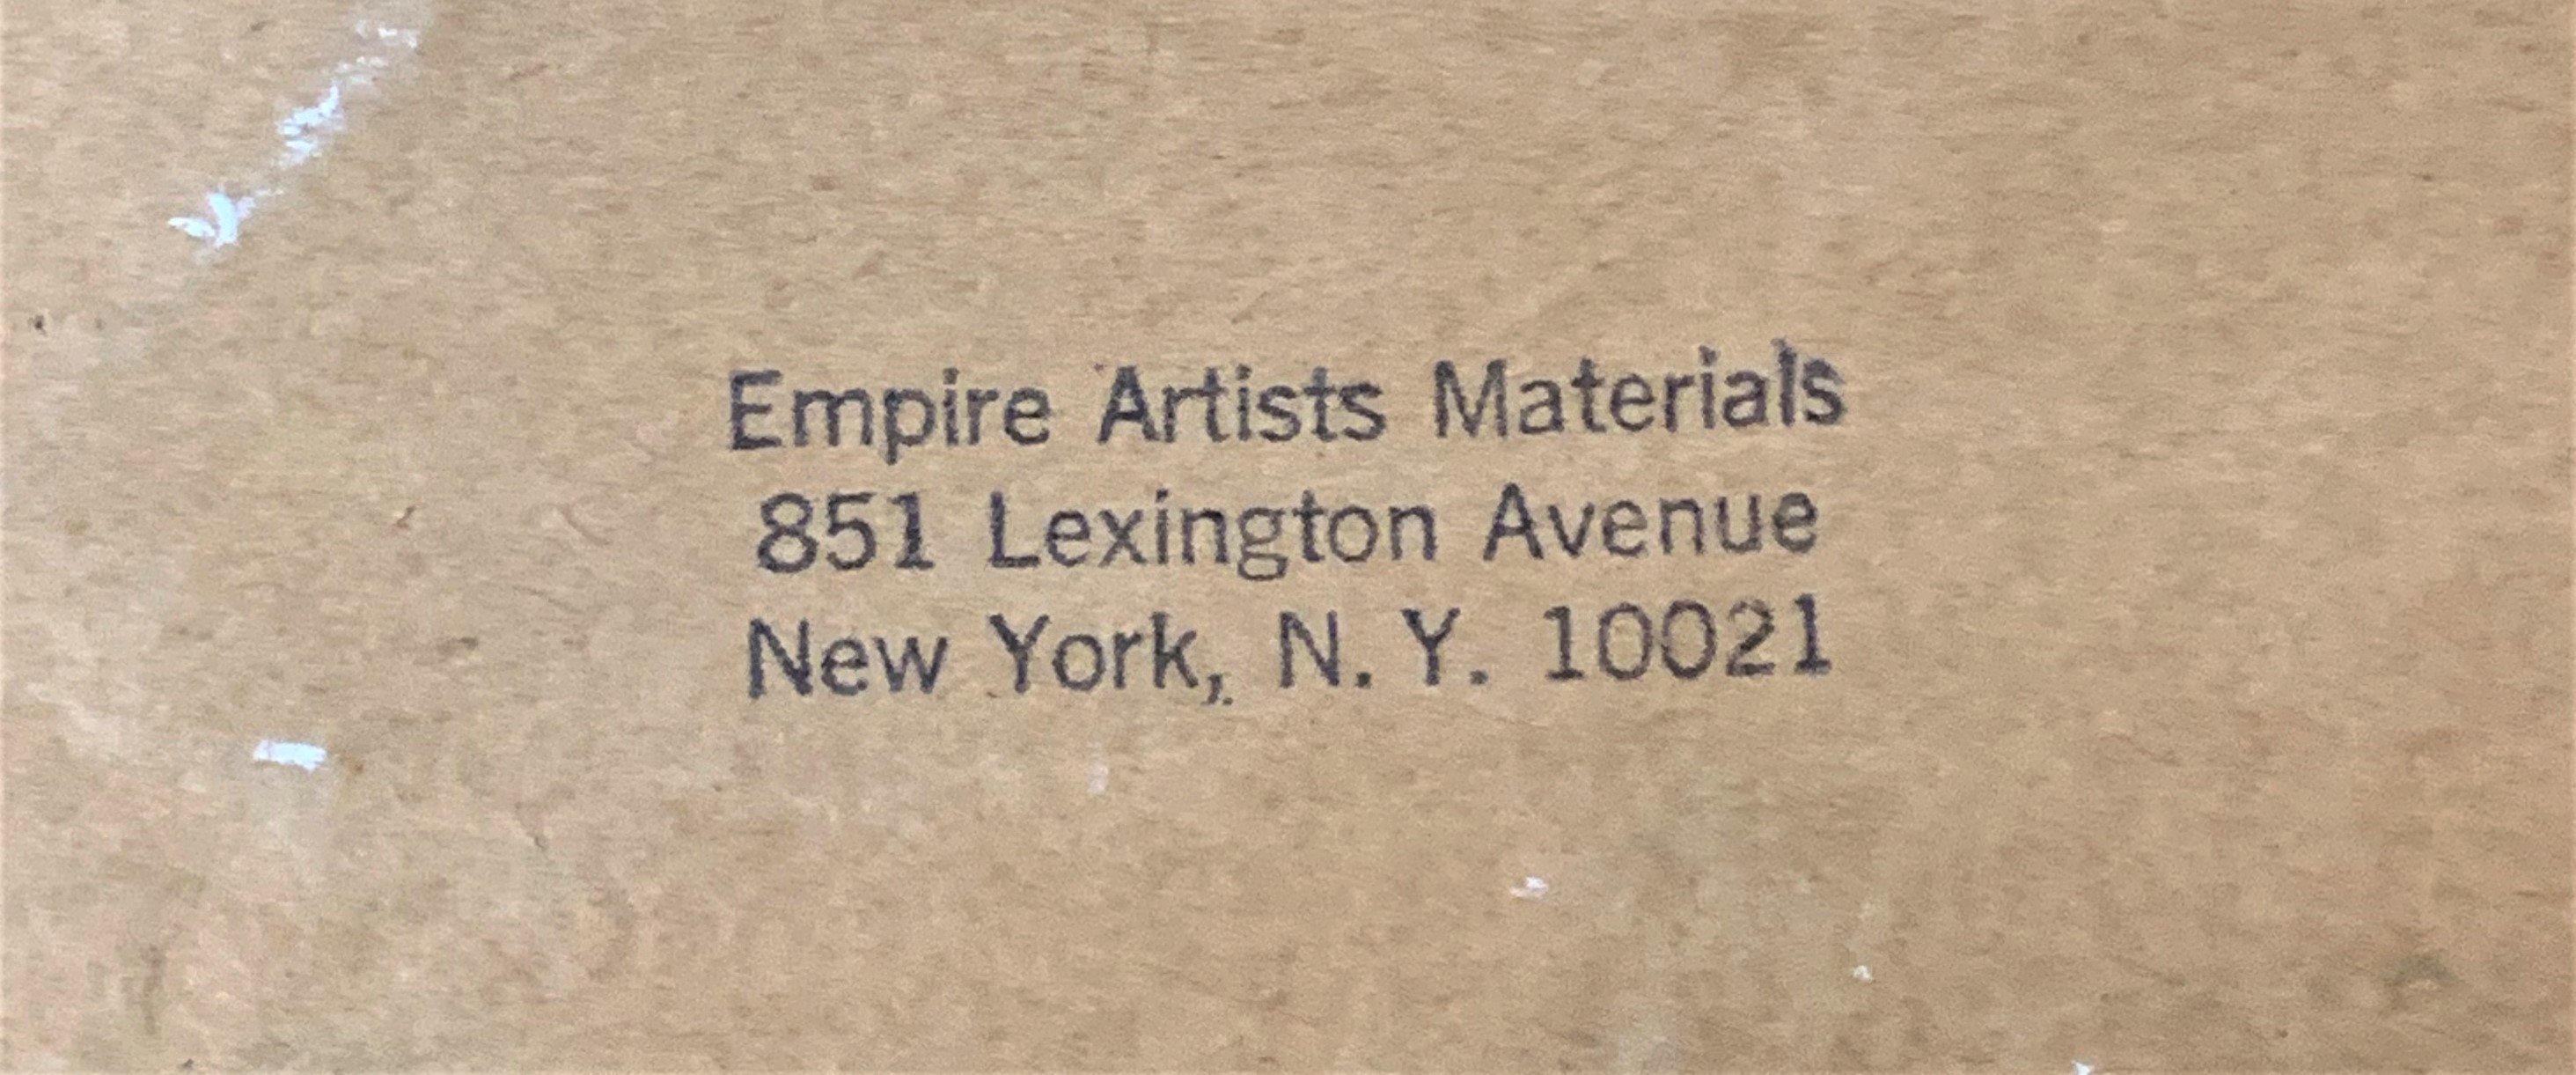 Empire Artists Materials
851 Lexington Avenue
New York, N. Y. 10021